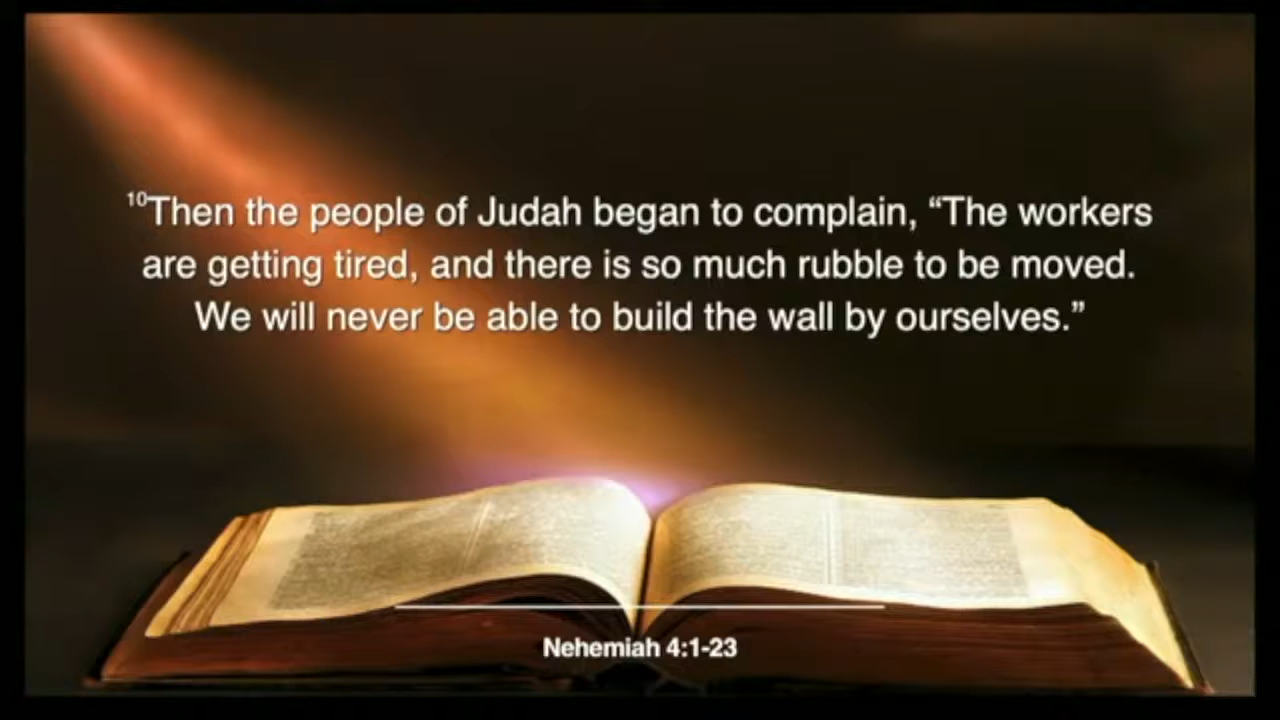 10Then the people of Judah began to complain, “The workers
are getting tired, and there is so much rubble to be moved.
We will never be able to build the wall by ourselves.”
Nehemiah 4:1-23